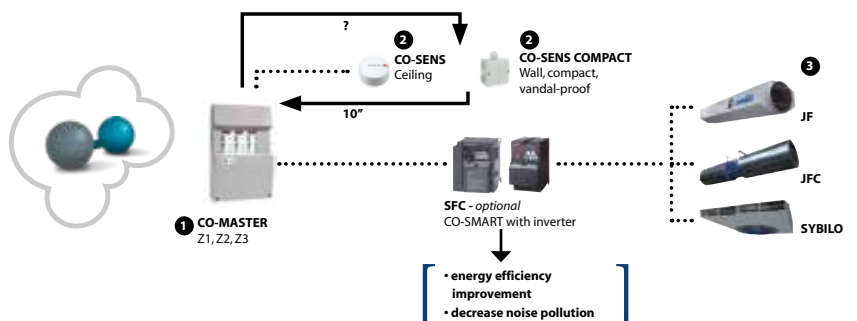 ?
2
CO-SENS
Ceiling
2
CO-SENS COMPACT
Wall, compact,
vandal-proof
10”
3
JF
JFC
SYBILO
1 CO-MASTER
Z1, Z2, Z3
SFC - optional
CO-SMART with inverter
• energy efficiency
improvement
• decrease noise pollution